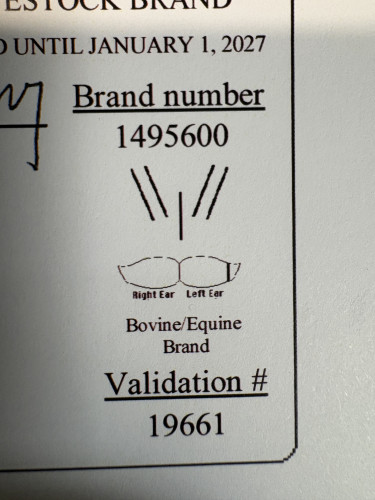 ESTOCK BRAND
UNTIL JANUARY 1, 2027
Brand number
1495600
Right Ear Left Ear
Bovine/Equine
Brand
Validation #
19661